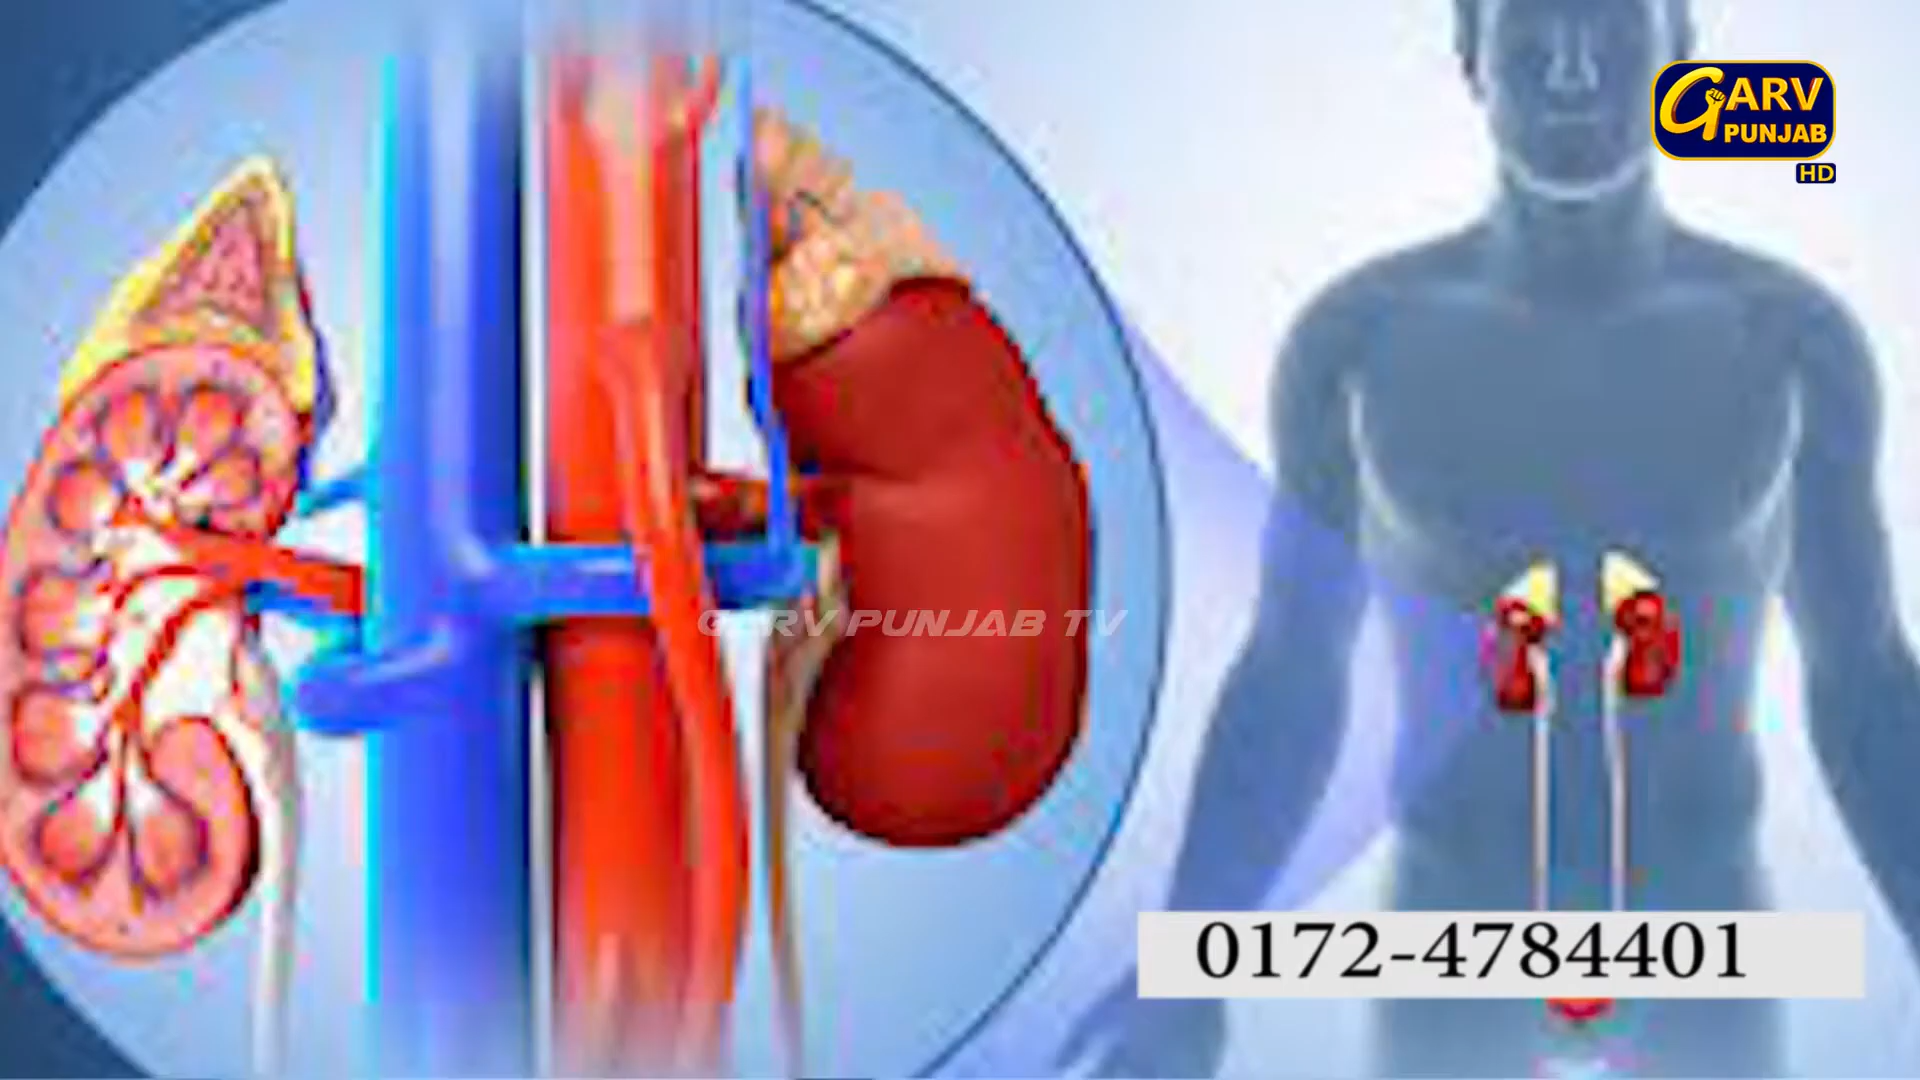 GARV
PUNJAB
HD
GARV PUNJAB TV
0172-4784401